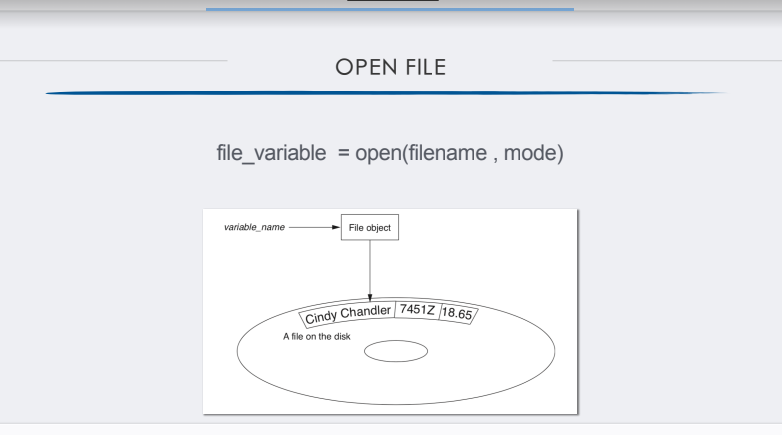 OPEN FILE
file_variable = open(filename , mode)
variable_name
File object
Cindy Chandler 7451Z 18.65
A file on the disk